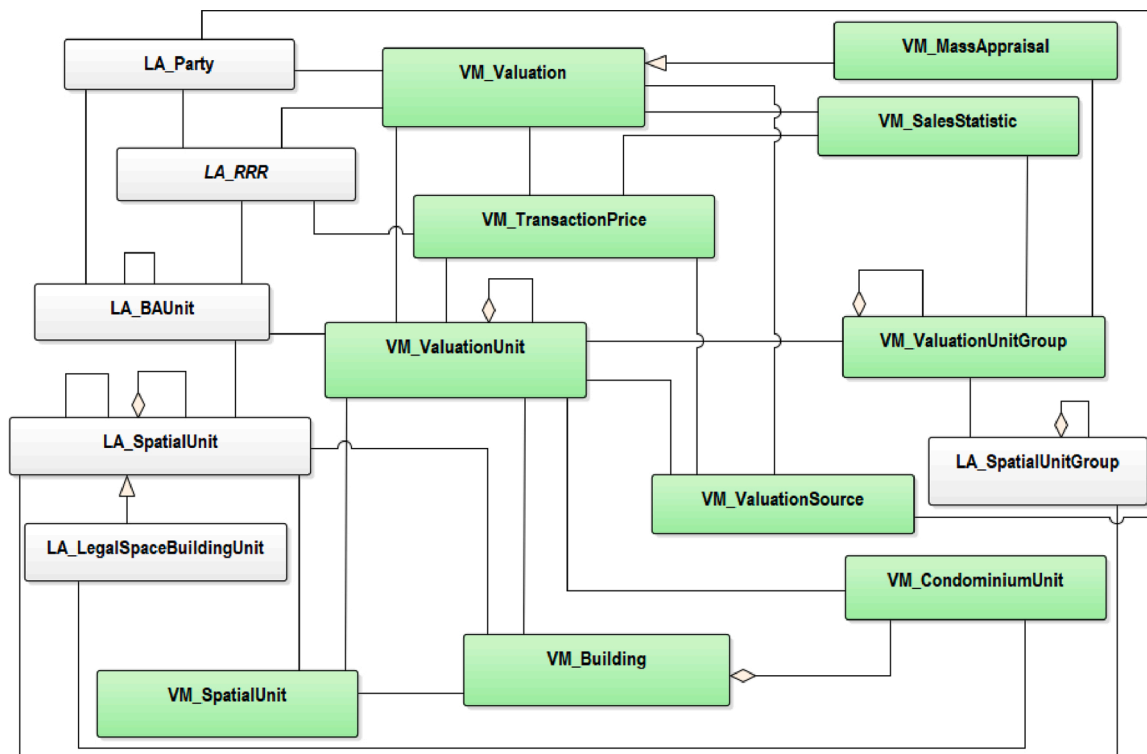 VM_MassAppraisal
LA_Party
VM_Valuation
VM_SalesStatistic
LA_RRR
VM_TransactionPrice
LA_BAUnit
VM_ValuationUnit
VM_ValuationUnitGroup
LA_SpatialUnit
LA_SpatialUnitGroup
VM_ValuationSource
LA_LegalSpaceBuildingUnit
VM_CondominiumUnit
VM_Building
VM_SpatialUnit